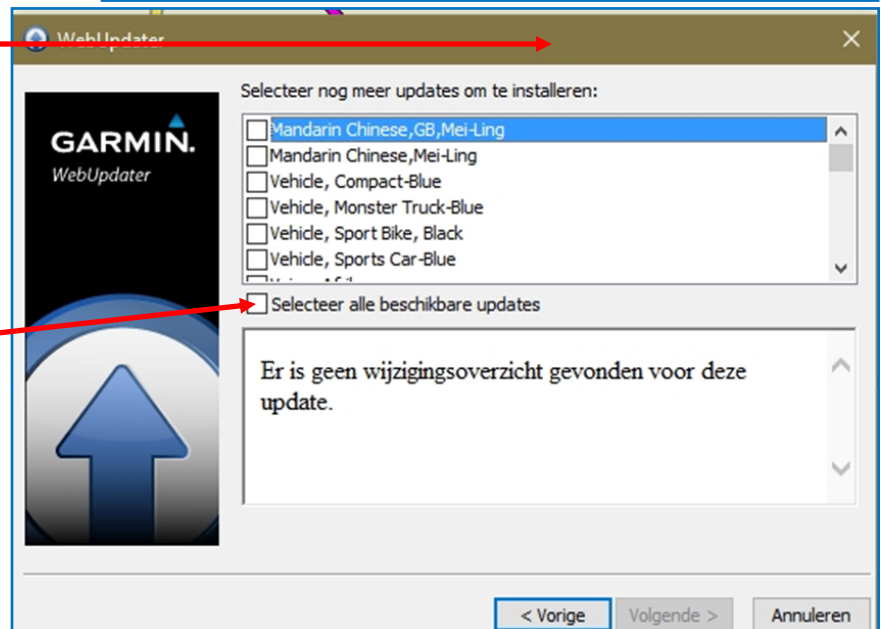 WebUpdater
Selecteer nog meer updates om te installeren:
GARMIN.
WebUpdater
Mandarin Chinese,GB,Mei-Ling
Mandarin Chinese,Mei-Ling
Vehicle, Compact-Blue
Vehicle, Monster Truck-Blue
Vehicle, Sport Bike, Black
Vehicle, Sports Car-Blue
Selecteer alle beschikbare updates
Er is geen wijzigingsoverzicht gevonden voor deze
update.
< Vorige
Volgende >
Annuleren